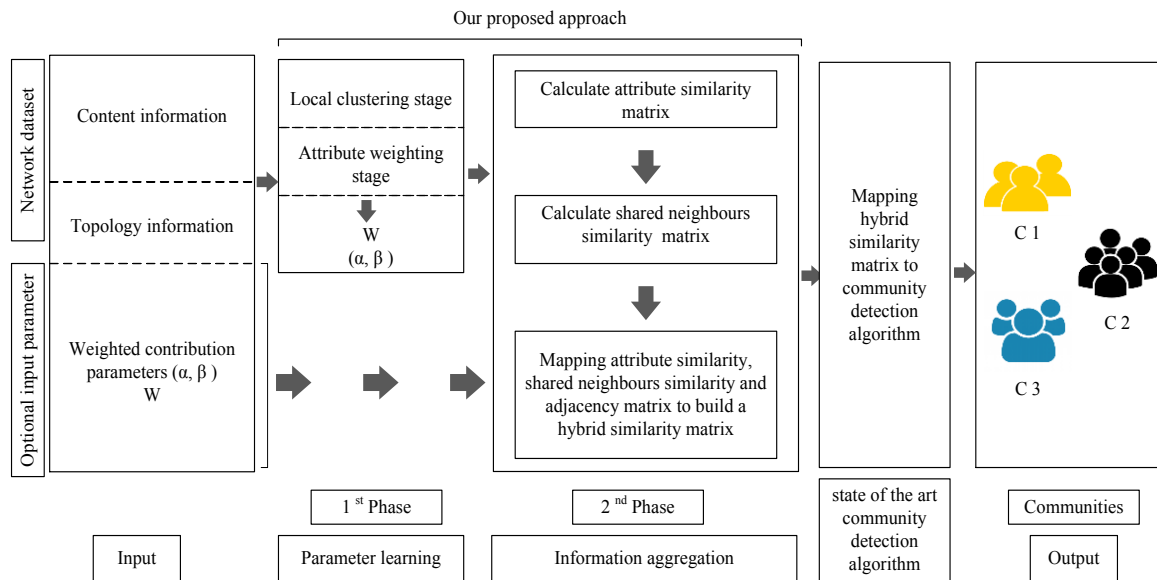 Our proposed approach
Network dataset
Content information
Topology information
Optional input parameter
Weighted contribution
parameters (α, β )
W
Local clustering stage
Attribute weighting
stage
W
(α, β )
Calculate attribute similarity
matrix
Calculate shared neighbours
similarity matrix
Mapping attribute similarity,
shared neighbours similarity and
adjacency matrix to build a
hybrid similarity matrix
Mapping
hybrid
similarity
matrix to
community
detection
algorithm
C 1
C 2
C 3
1 st Phase
2 nd Phase
state of the art
community
detection
algorithm
Communities
Input
Parameter learning
Information aggregation
Output